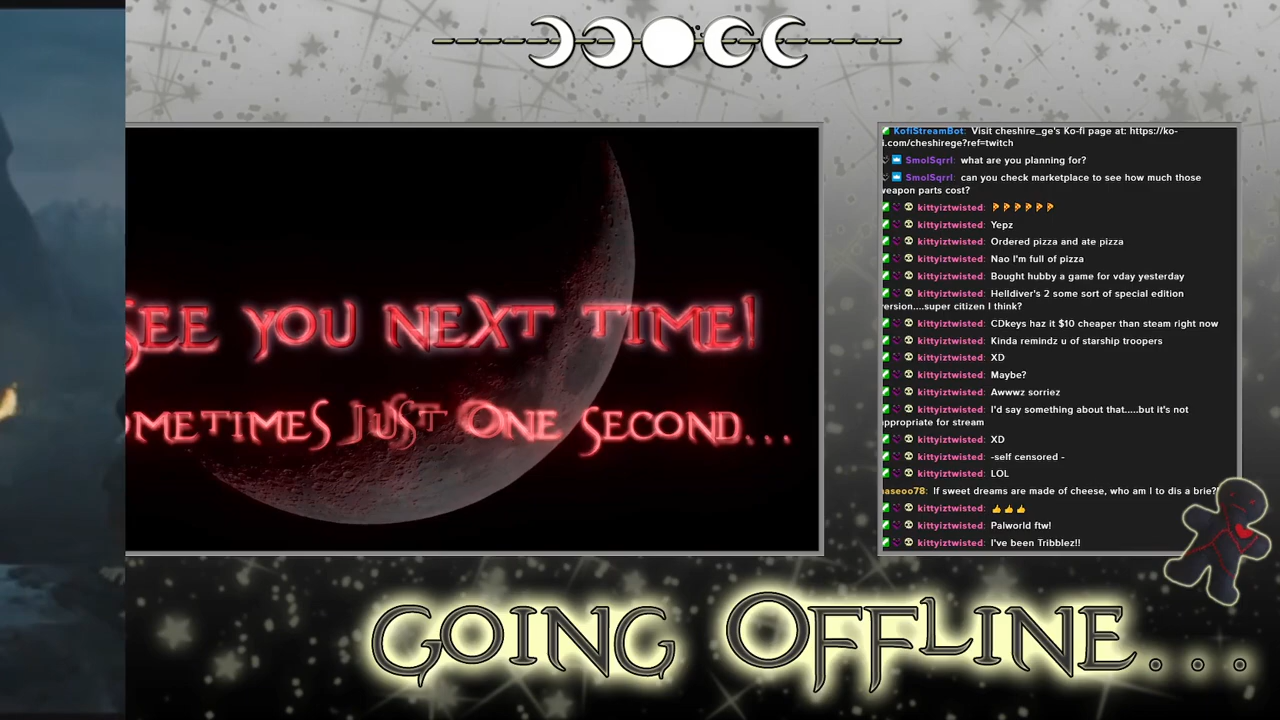 SEE YOU NEXT TIME!
OMETIMES JUST ONE SECOND...
KofiStreamBot: Visit cheshire_ge's Ko-fi page at: https://ko-
i.com/cheshirege?ref=twitch
SmolSqrrl: what are you planning for?
SmolSqrrl: can you check marketplace to see how much those
weapon parts cost?
kittyiztwisted: 🍕🍕🍕🍕🍕🍕
kittyiztwisted: Yepz
kittyiztwisted: Ordered pizza and ate pizza
kittyiztwisted: Nao I'm full of pizza
kittyiztwisted: Bought hubby a game for vday yesterday
kittyiztwisted: Helldiver's 2 some sort of special edition
ersion....super citizen I think?
kittyiztwisted: CDkeys haz it $10 cheaper than steam right now
kittyiztwisted: Kinda remindz u of starship troopers
kittyiztwisted: XD
kittyiztwisted: Maybe?
kittyiztwisted: Awwwz sorriez
kittyiztwisted: I'd say something about that.....but it's not
ppropriate for stream
kittyiztwisted: XD
kittyiztwisted: -self censored -
kittyiztwisted: LOL
aseoo78: If sweet dreams are made of cheese, who am I to dis a brie?
kittyiztwisted: 👍👍👍
kittyiztwisted: Palworld ftw!
kittyiztwisted: I've been Tribblez!!
GOING OFFLINE...